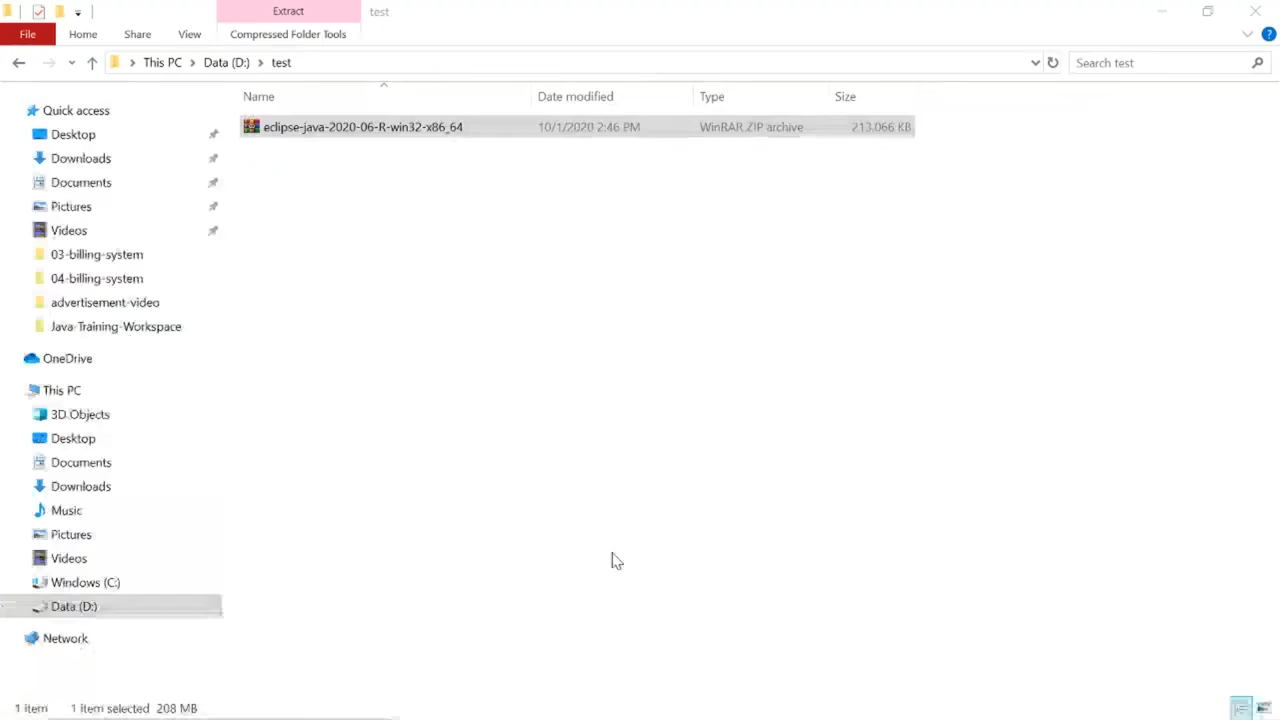 Extract
test
File
Home
Share
View
Compressed Folder Tools
?
This PC
Data (D:)
test
Search test
Name
Date modified
Type
Size
eclipse-java-2020-06-R-win32-x86_64
10/1/2020 2:46 PM
WinRAR ZIP archive
213,066 KB
Quick access
Desktop
Downloads
Documents
Pictures
Videos
03-billing-system
04-billing-system
advertisement-video
Java-Training-Workspace
OneDrive
This PC
3D Objects
Desktop
Documents
Downloads
Music
Pictures
Videos
Windows (C:)
Data (D:)
Network
1 item
1 item selected
208 MB